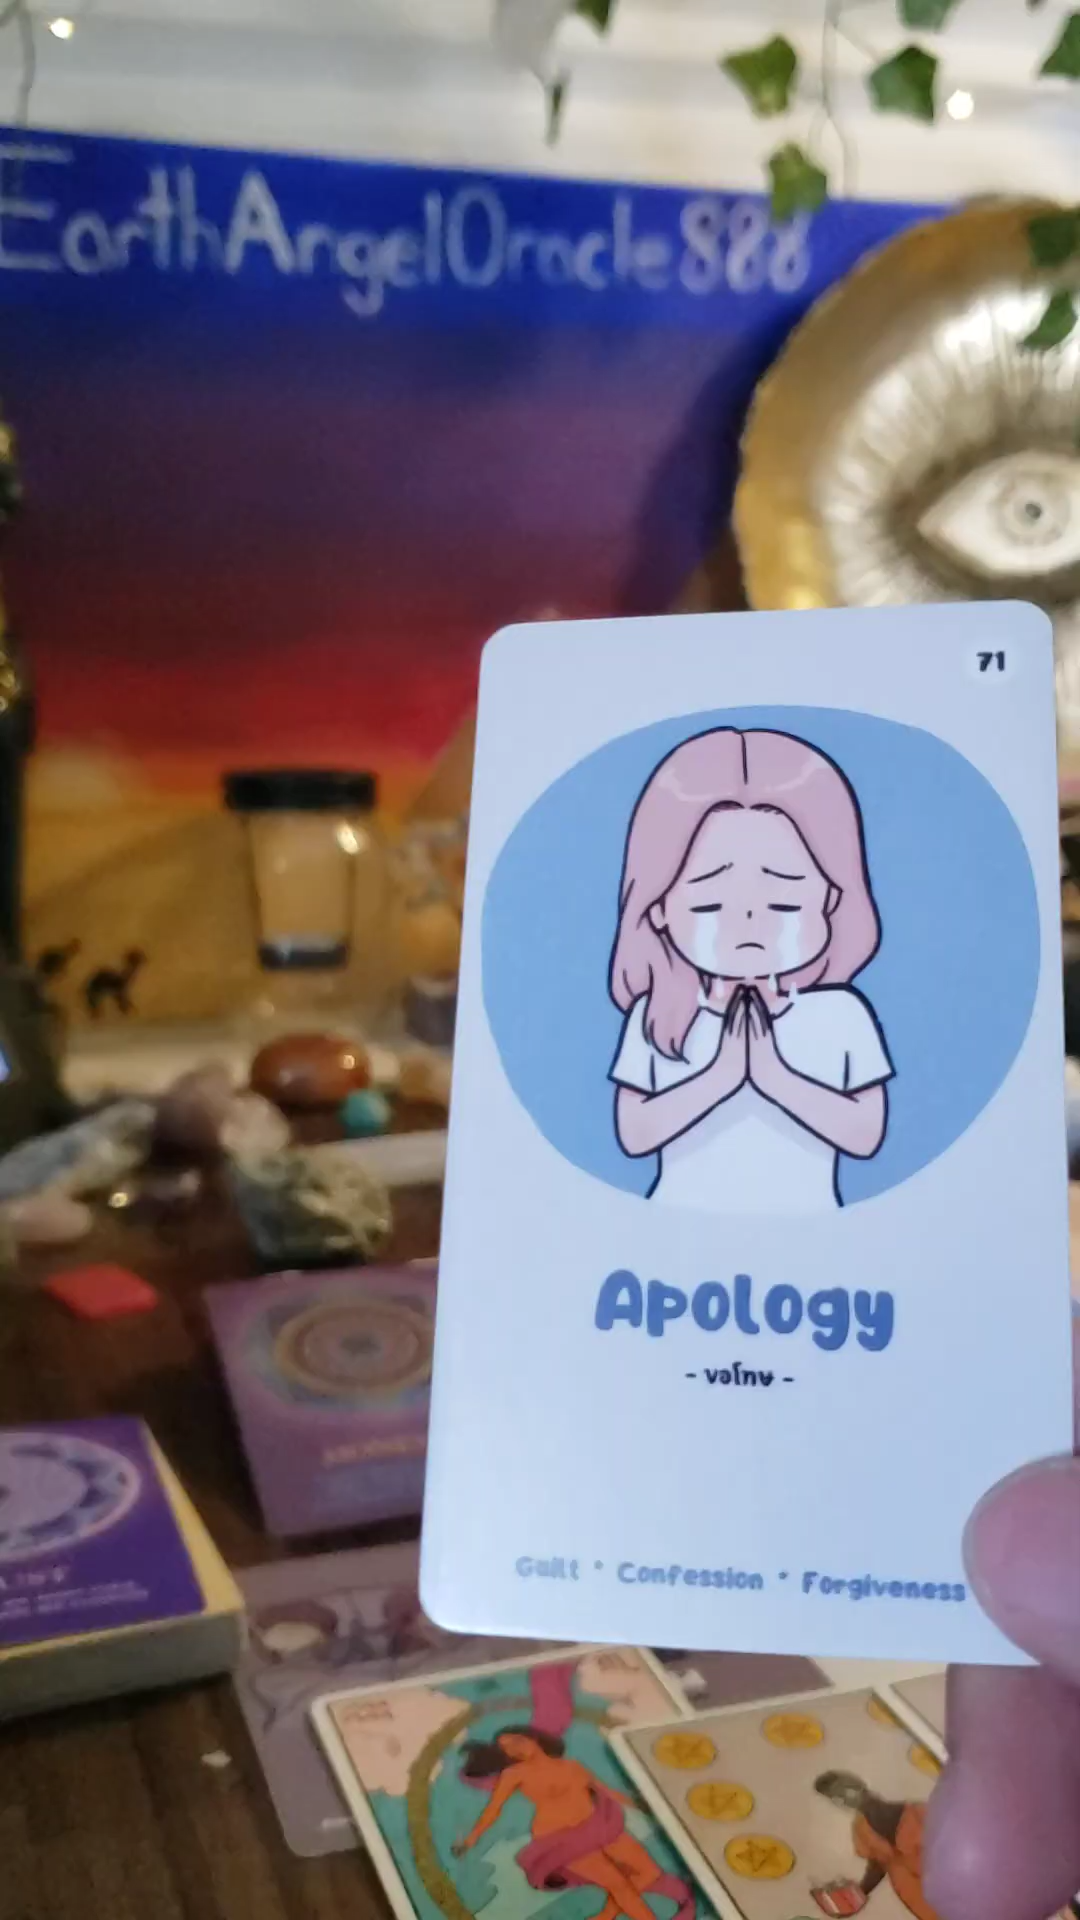 EarthAngelOracle888
71
Apology
- ขอโทษ -
Guilt * Confession * Forgiveness